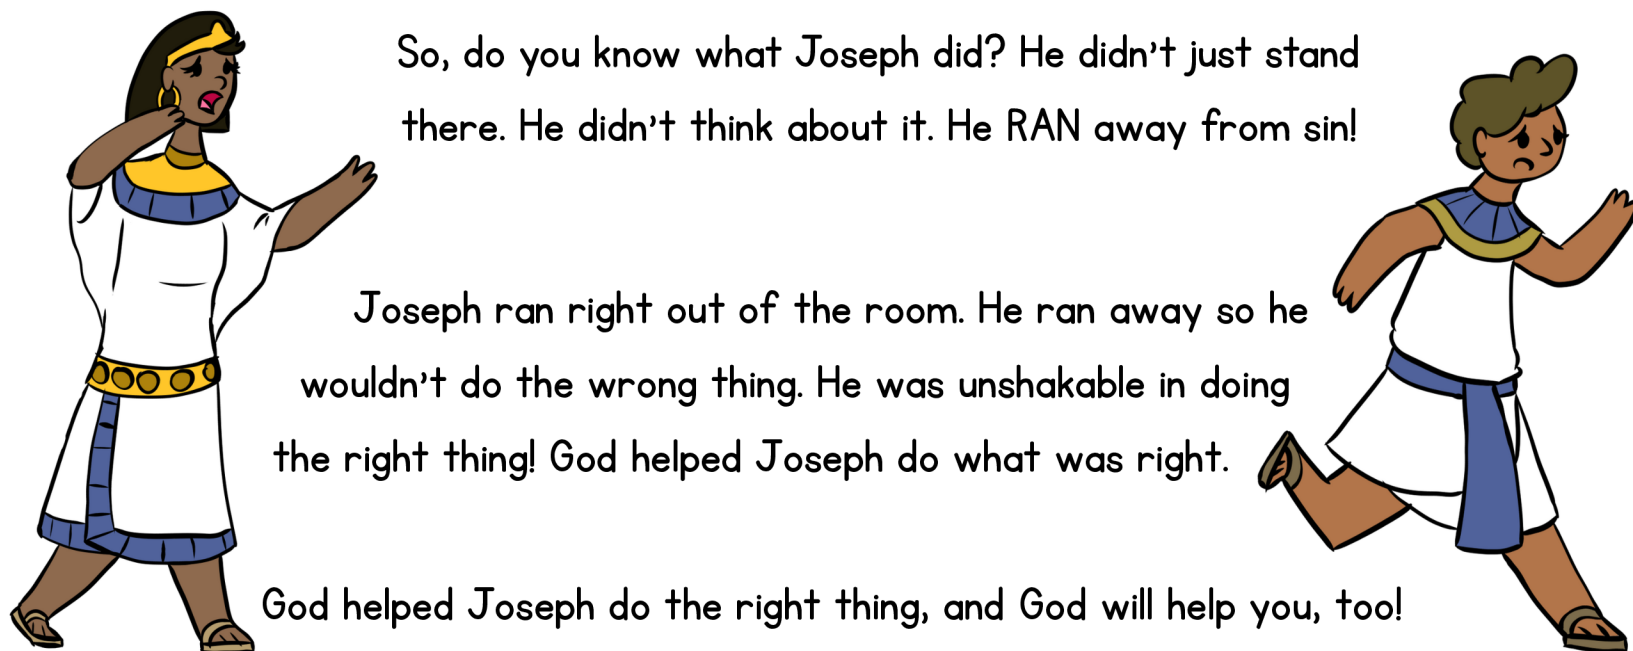 So, do you know what Joseph did? He didn't just stand
there. He didn't think about it. He RAN away from sin!
Joseph ran right out of the room. He ran away so he
wouldn't do the wrong thing. He was unshakable in doing
the right thing! God helped Joseph do what was right.
God helped Joseph do the right thing, and God will help you, too!